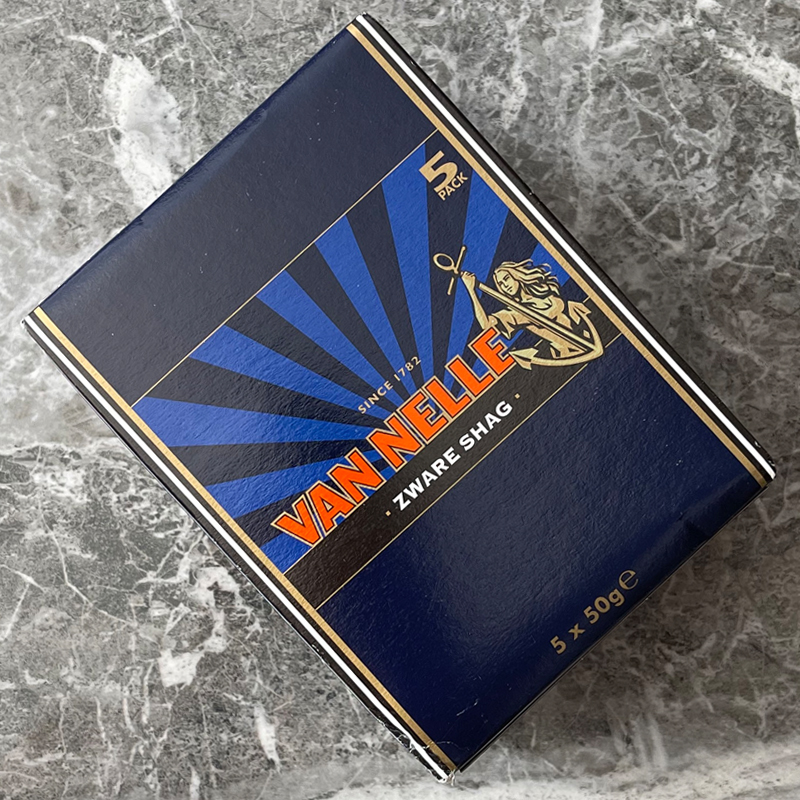 5
PACK
SINCE 1782
VAN NELLE
· ZWARE SHAG ·
5 x 50g ℮